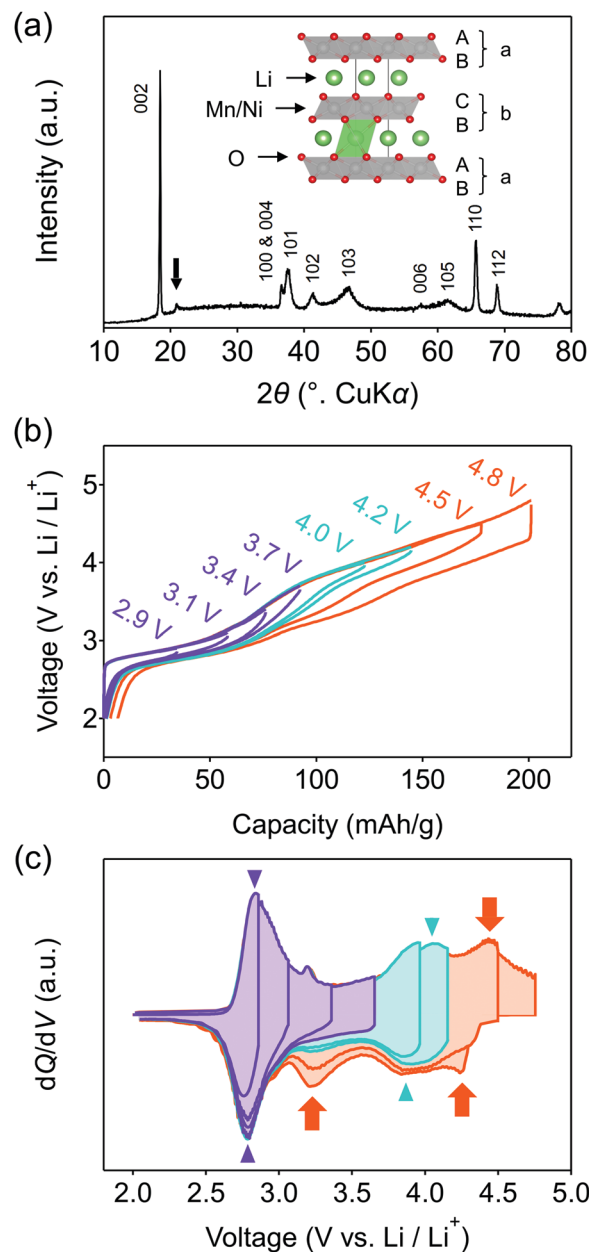 (a)
Intensity (a.u.)
002
100 & 004
101
102
103
006
105
110
112
Li
Mn/Ni
O
A
B
a
C
B
b
A
B
a
10 20 30 40 50 60 70 80
2θ (°. CuKα)
(b)
Voltage (V vs. Li / Li⁺)
5
4
3
2
2.9 V
3.1 V
3.4 V
3.7 V
4.0 V
4.2 V
4.5 V
4.8 V
0 50 100 150 200
Capacity (mAh/g)
(c)
dQ/dV (a.u.)
2.0 2.5 3.0 3.5 4.0 4.5 5.0
Voltage (V vs. Li / Li⁺)